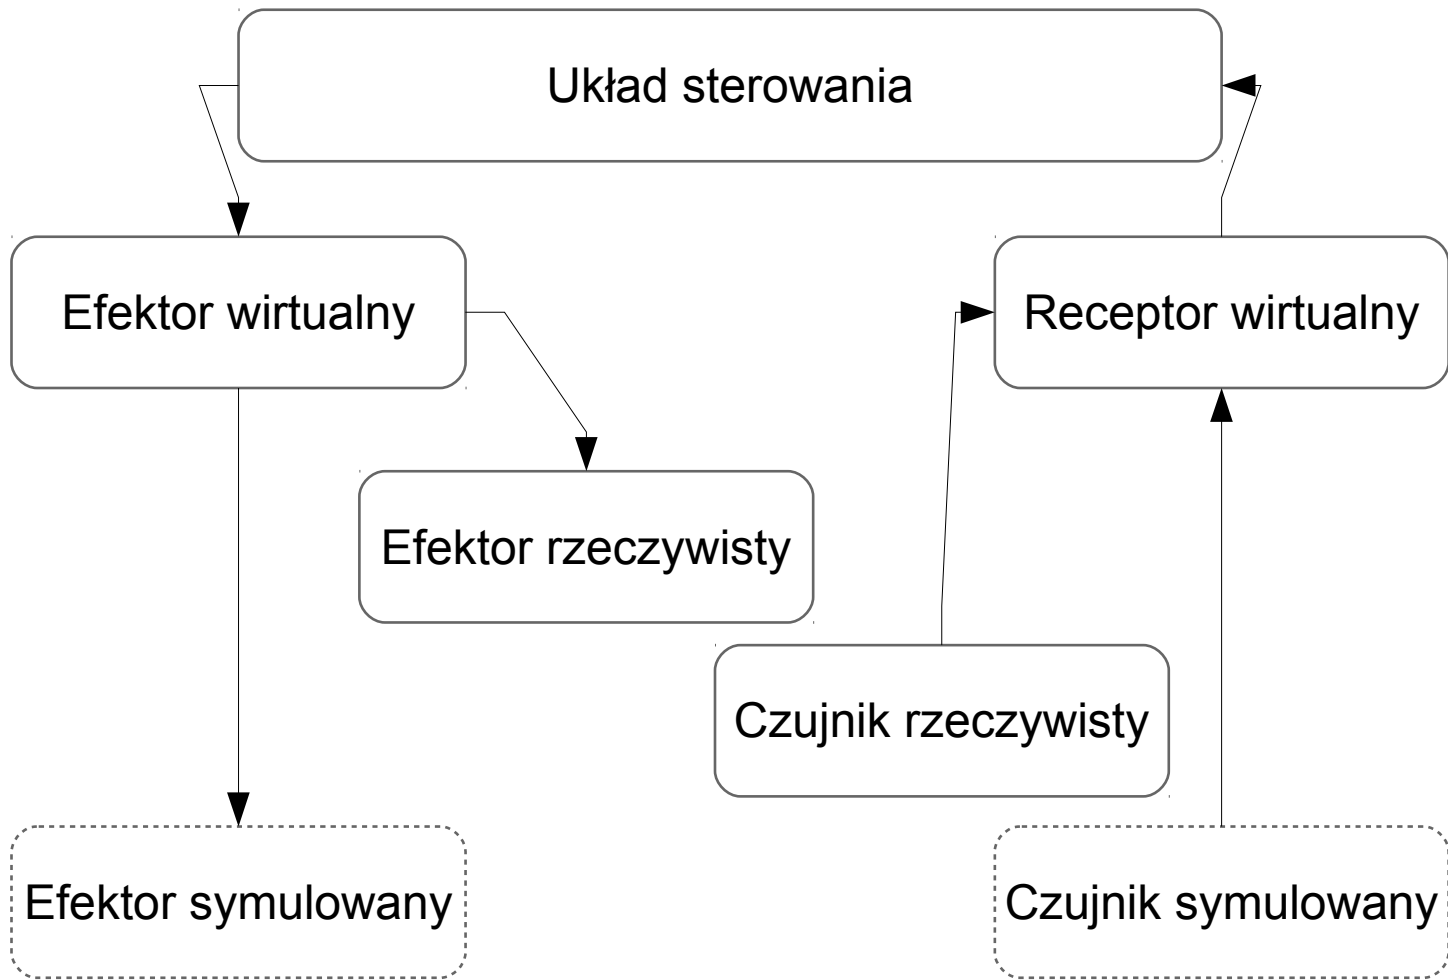 Układ sterowania
Efektor wirtualny
Receptor wirtualny
Efektor rzeczywisty
Czujnik rzeczywisty
Efektor symulowany
Czujnik symulowany